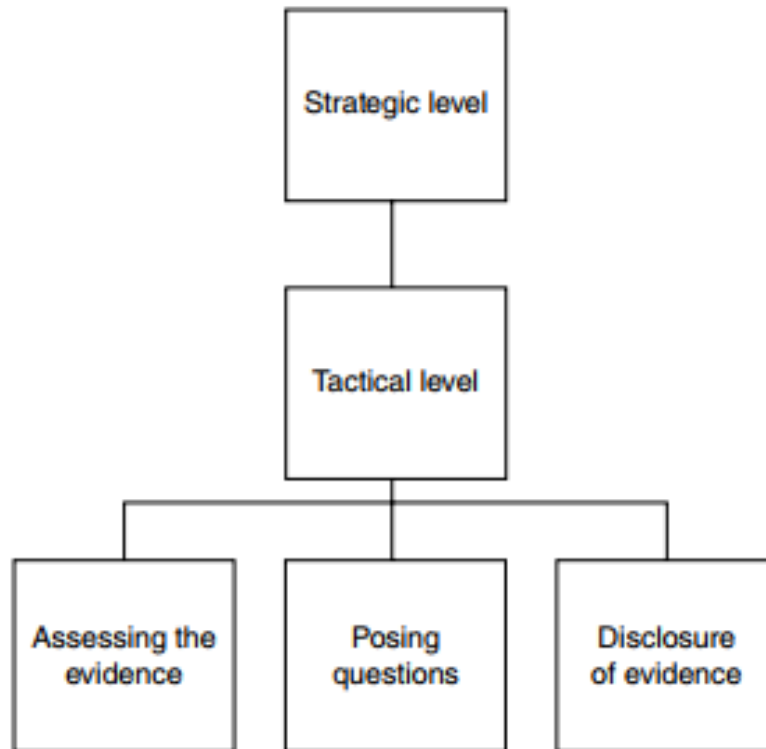 Strategic level
Tactical level
Assessing the
evidence
Posing
questions
Disclosure
of evidence